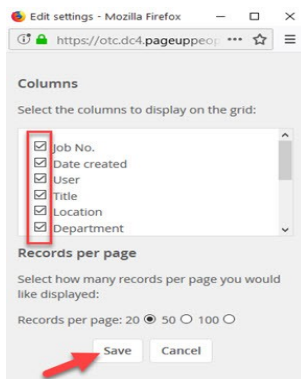 Edit settings - Mozilla Firefox
https://otc.dc4.pageuppeop
Columns
Select the columns to display on the grid:
Job No.
Date created
User
Title
Location
Department
Records per page
Select how many records per page you would
like displayed:
Records per page: 20 50 100
Save Cancel